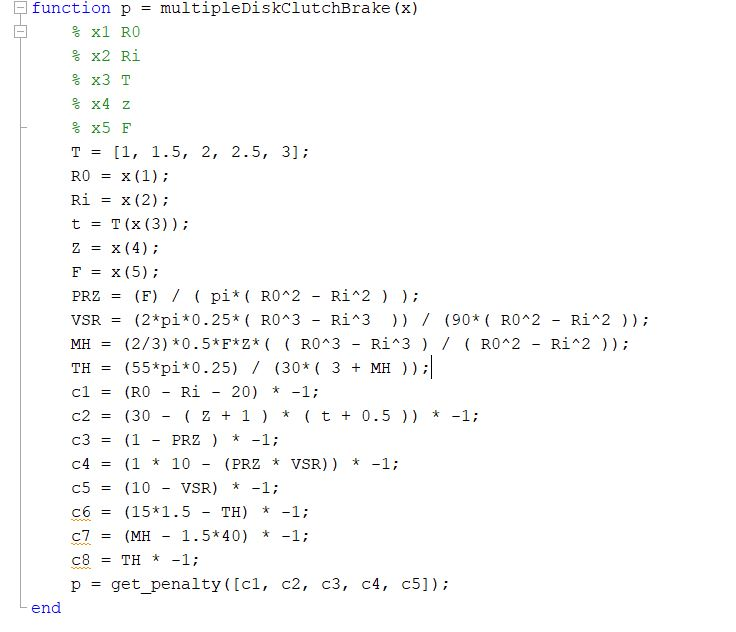 function p = multipleDiskClutchBrake(x)
% x1 R0
% x2 Ri
% x3 T
% x4 z
% x5 F
T = [1, 1.5, 2, 2.5, 3];
R0 = x(1);
Ri = x(2);
t = T(x(3));
Z = x(4);
F = x(5);
PRZ = (F) / ( pi*( R0^2 - Ri^2 ) );
VSR = (2*pi*0.25*( R0^3 - Ri^3  )) / (90*( R0^2 - Ri^2 ));
MH = (2/3)*0.5*F*Z*( ( R0^3 - Ri^3 ) / ( R0^2 - Ri^2 ));
TH = (55*pi*0.25) / (30*( 3 + MH ));
c1 = (R0 - Ri - 20) * -1;
c2 = (30 - ( Z + 1 ) * ( t + 0.5 )) * -1;
c3 = (1 - PRZ ) * -1;
c4 = (1 * 10 - (PRZ * VSR)) * -1;
c5 = (10 - VSR) * -1;
c6 = (15*1.5 - TH) * -1;
c7 = (MH - 1.5*40) * -1;
c8 = TH * -1;
p = get_penalty([c1, c2, c3, c4, c5]);
end